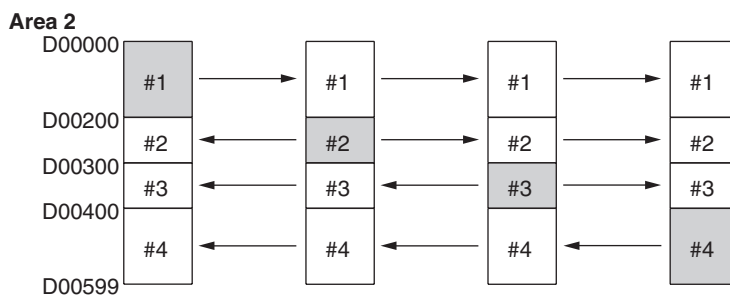 Area 2
D00000
#1 #1 #1 #1
D00200
#2 #2 #2 #2
D00300
#3 #3 #3 #3
D00400
#4 #4 #4 #4
D00599